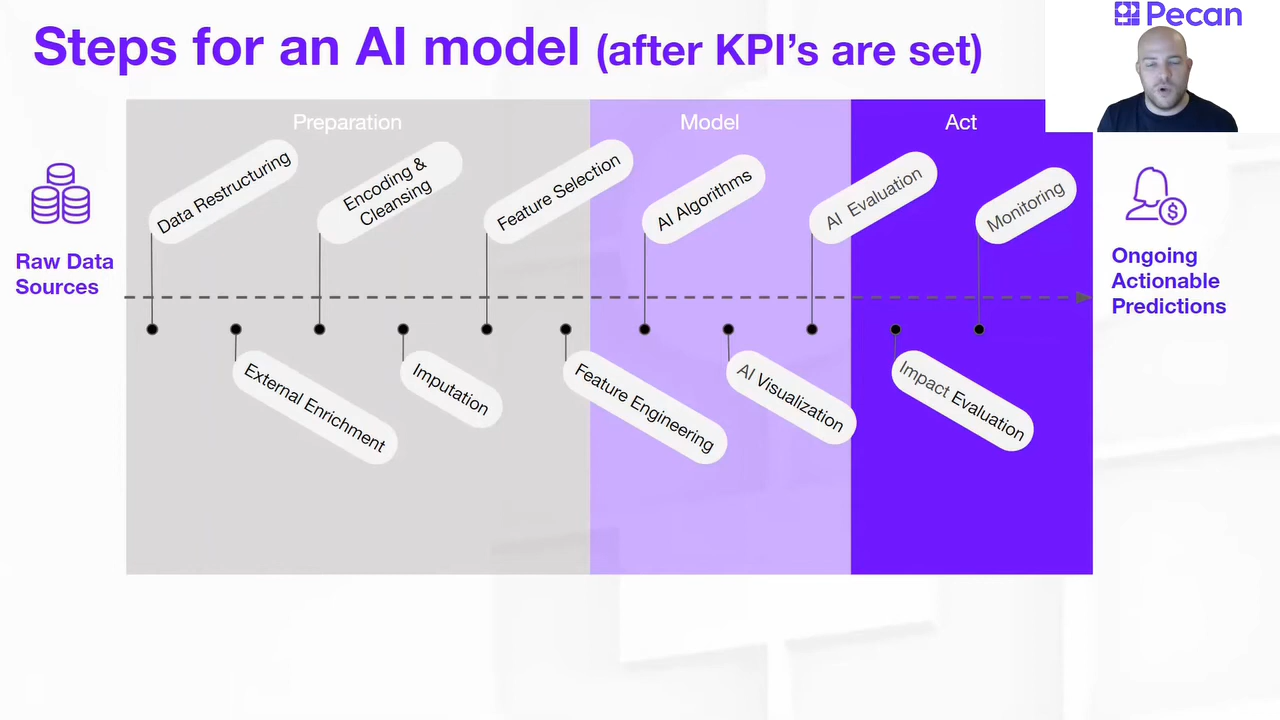 Steps for an AI model (after KPI's are set)
Pecan
Preparation
Model
Act
Raw Data
Sources
Data Restructuring
External Enrichment
Encoding &
Cleansing
Imputation
Feature Selection
Feature Engineering
AI Algorithms
AI Visualization
AI Evaluation
Impact Evaluation
Monitoring
Ongoing
Actionable
Predictions